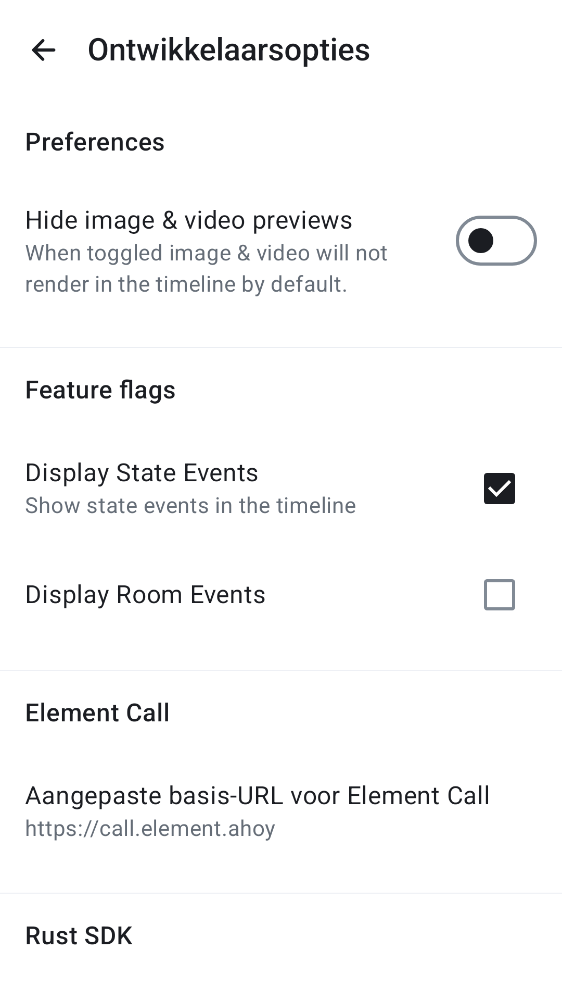 Ontwikkelaarsopties
Preferences
Hide image & video previews
When toggled image & video will not
render in the timeline by default.
Feature flags
Display State Events
Show state events in the timeline
Display Room Events
Element Call
Aangepaste basis-URL voor Element Call
https://call.element.ahoy
Rust SDK